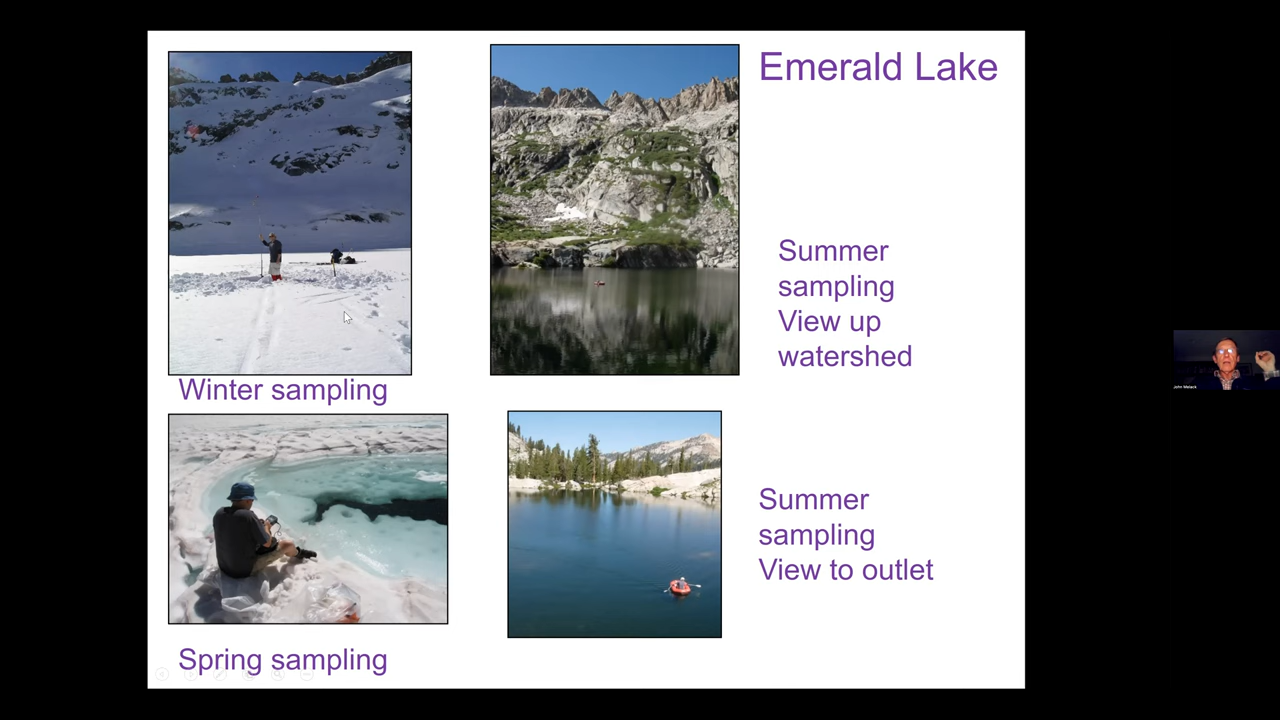 Emerald Lake
Summer
sampling
View up
watershed
Winter sampling
Summer
sampling
View to outlet
Spring sampling
John Melack